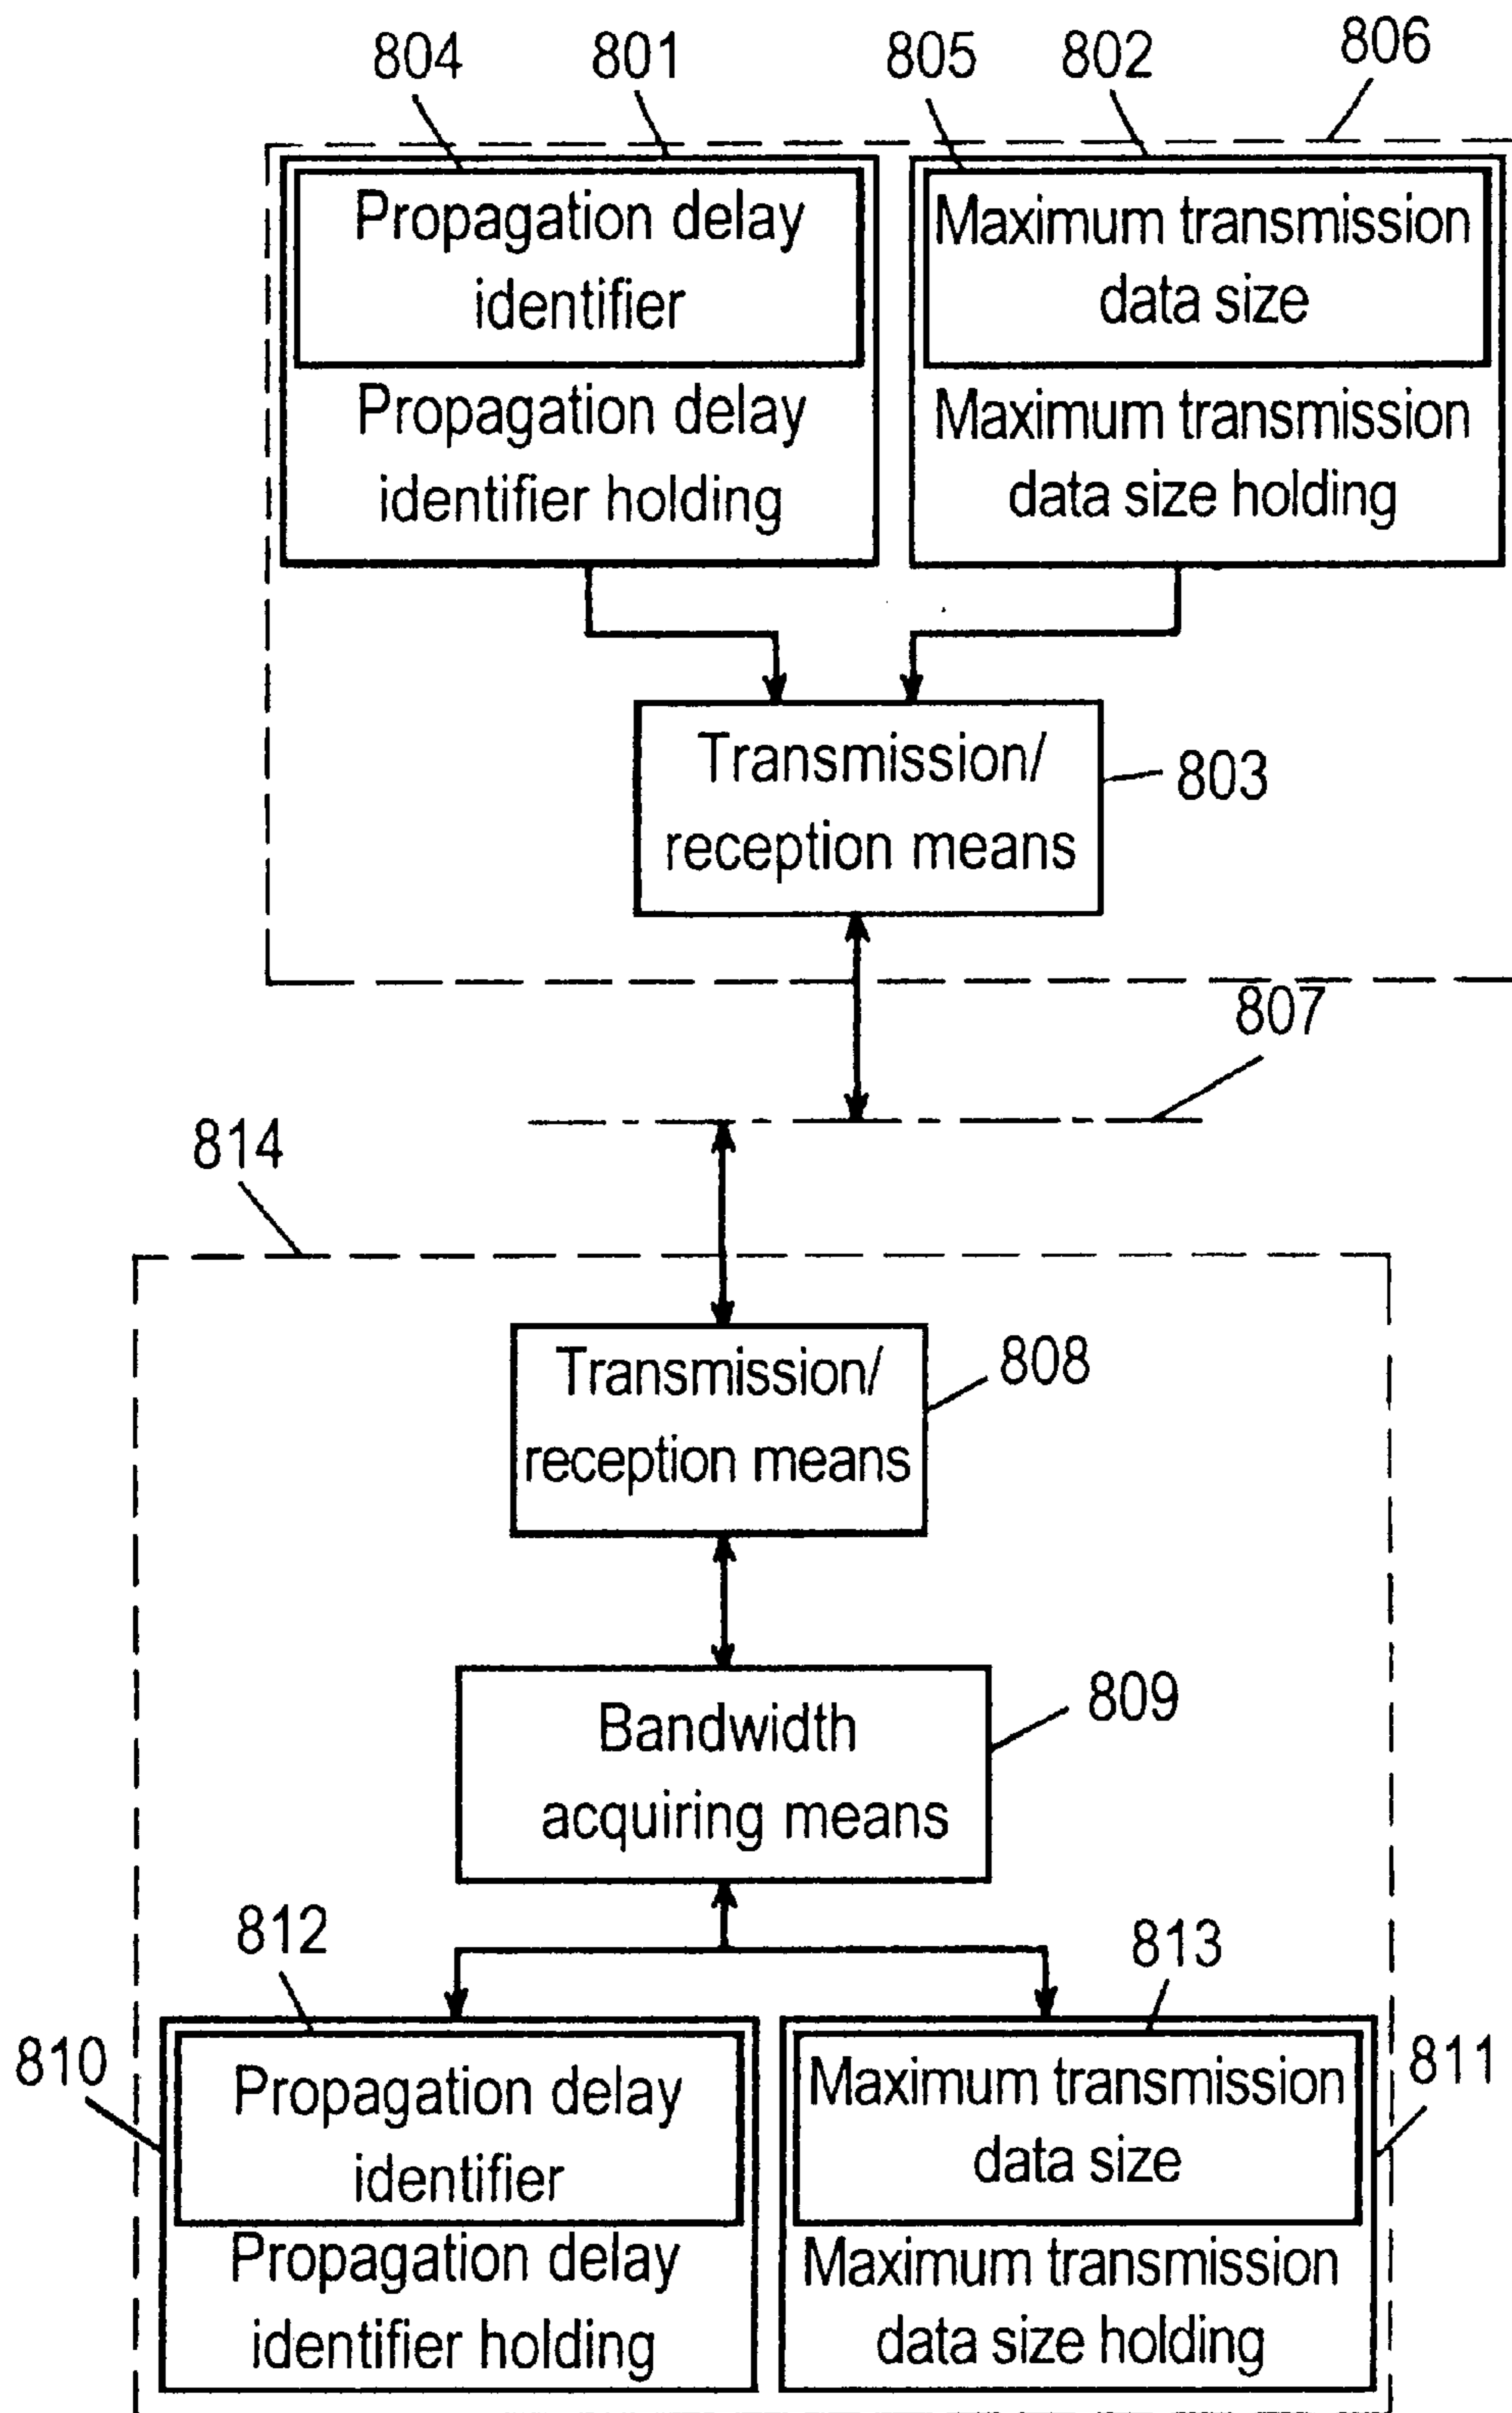 804 801 805 802 806
Propagation delay
identifier
Propagation delay
identifier holding
Maximum transmission
data size
Maximum transmission
data size holding
Transmission/
reception means
803
807
814
Transmission/
reception means
808
Bandwidth
acquiring means
809
812
813
810
Propagation delay
identifier
Propagation delay
identifier holding
Maximum transmission
data size
Maximum transmission
data size holding
811